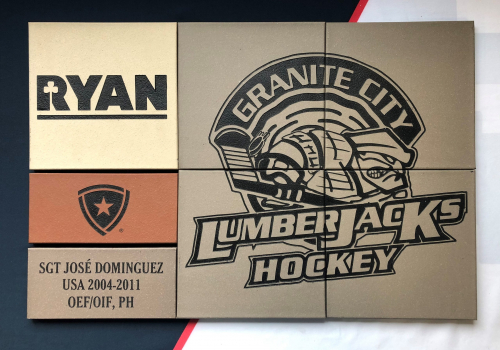 RYAN
SGT JOSÉ DOMINGUEZ
USA 2004-2011
OEF/OIF, PH
GRANITE CITY
LUMBERJACKS
HOCKEY